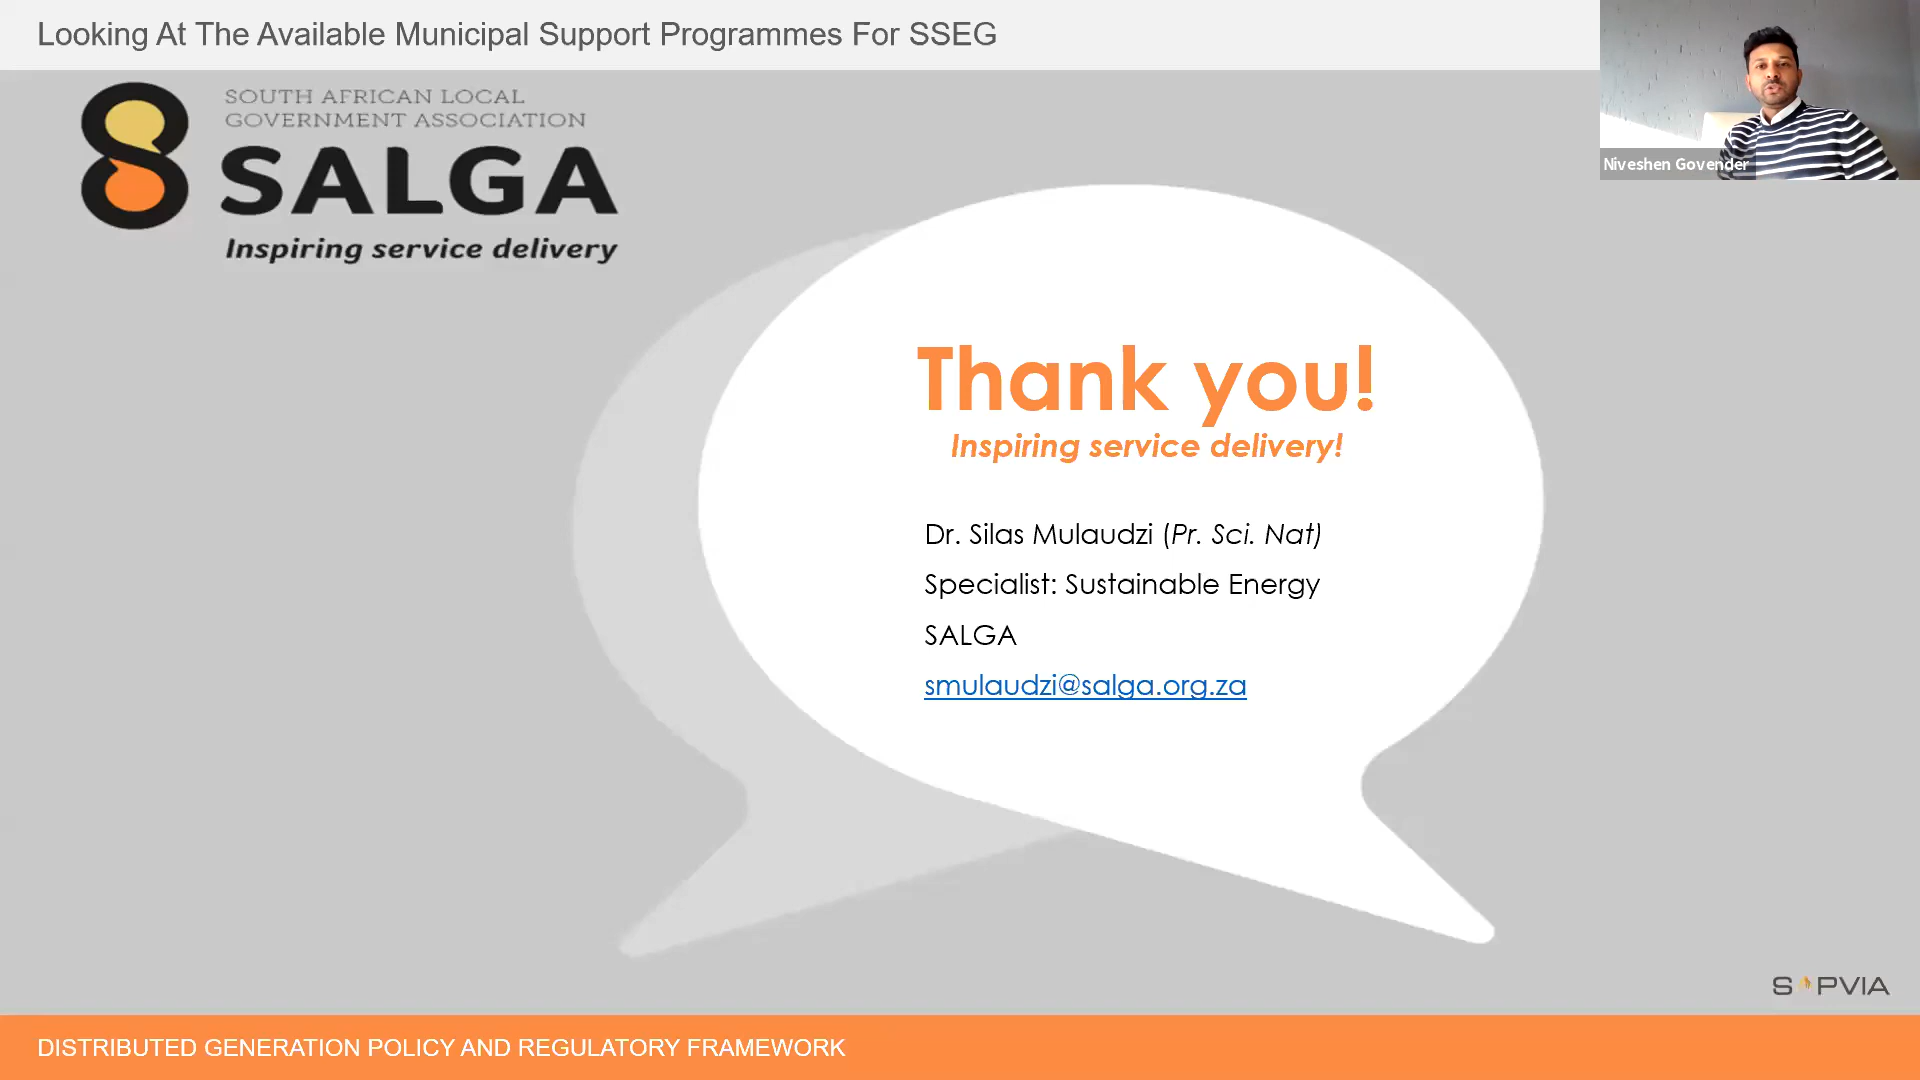 Looking At The Available Municipal Support Programmes For SSEG
SOUTH AFRICAN LOCAL
GOVERNMENT ASSOCIATION
SALGA
Inspiring service delivery
Niveshen Govender
Thank you!
Inspiring service delivery!
Dr. Silas Mulaudzi (Pr. Sci. Nat)
Specialist: Sustainable Energy
SALGA
smulaudzi@salga.org.za
SAPVIA
DISTRIBUTED GENERATION POLICY AND REGULATORY FRAMEWORK